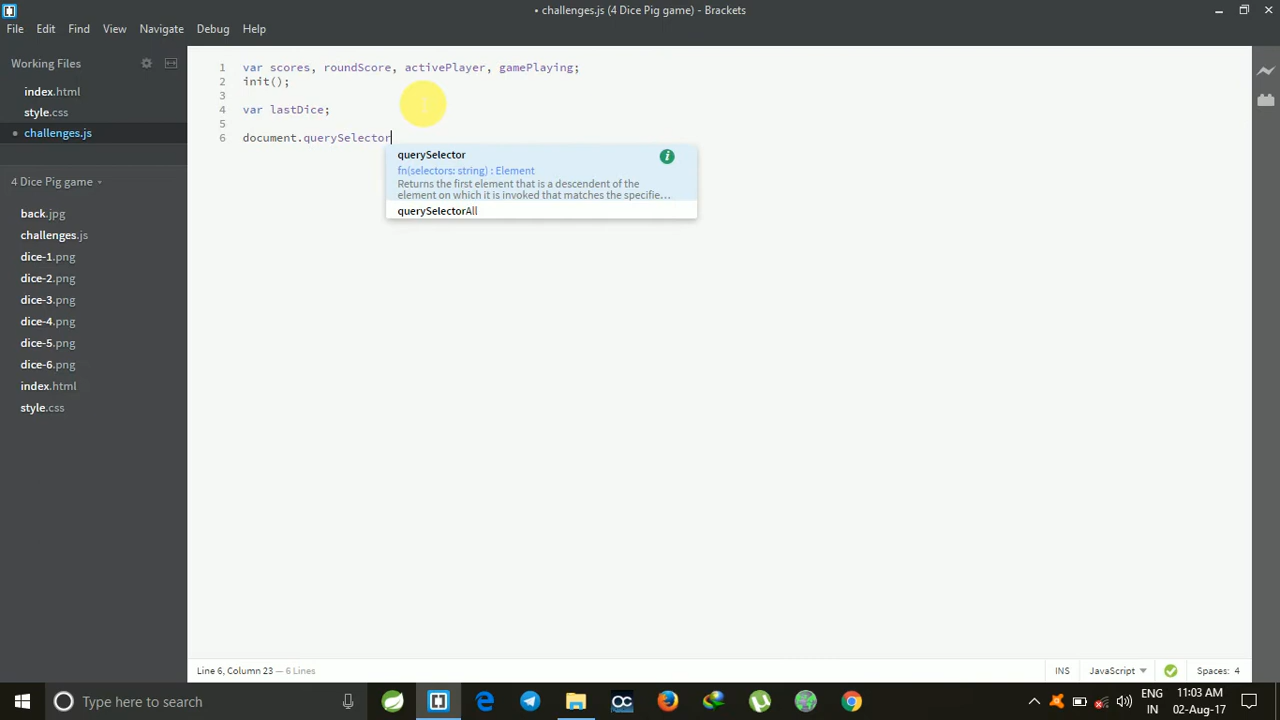 • challenges.js (4 Dice Pig game) - Brackets
File Edit Find View Navigate Debug Help
Working Files
index.html
style.css
• challenges.js
4 Dice Pig game
back.jpg
challenges.js
dice-1.png
dice-2.png
dice-3.png
dice-4.png
dice-5.png
dice-6.png
index.html
style.css
1 var scores, roundScore, activePlayer, gamePlaying;
2 init();
3
4 var lastDice;
5
6 document.querySelector
querySelector
fn(selectors: string) : Element
Returns the first element that is a descendent of the
element on which it is invoked that matches the specifie…
querySelectorAll
Line 6, Column 23 — 6 Lines
INS JavaScript Spaces: 4
Type here to search
ENG 11:03 AM
IN 02-Aug-17